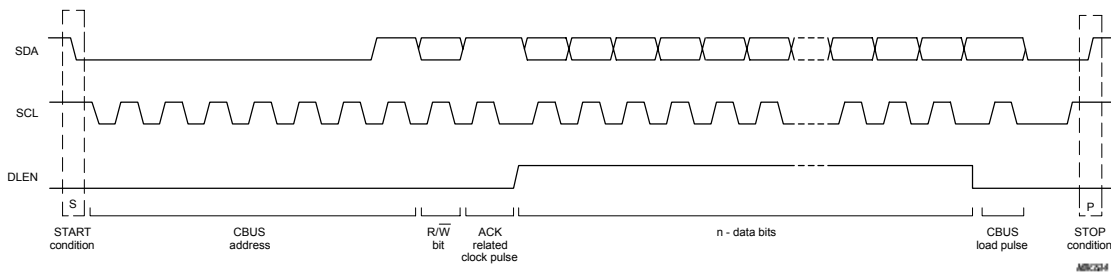 SDA
SCL
DLEN
S
P
START
condition
CBUS
address
R/W̅
bit
ACK
related
clock pulse
n - data bits
CBUS
load pulse
STOP
condition